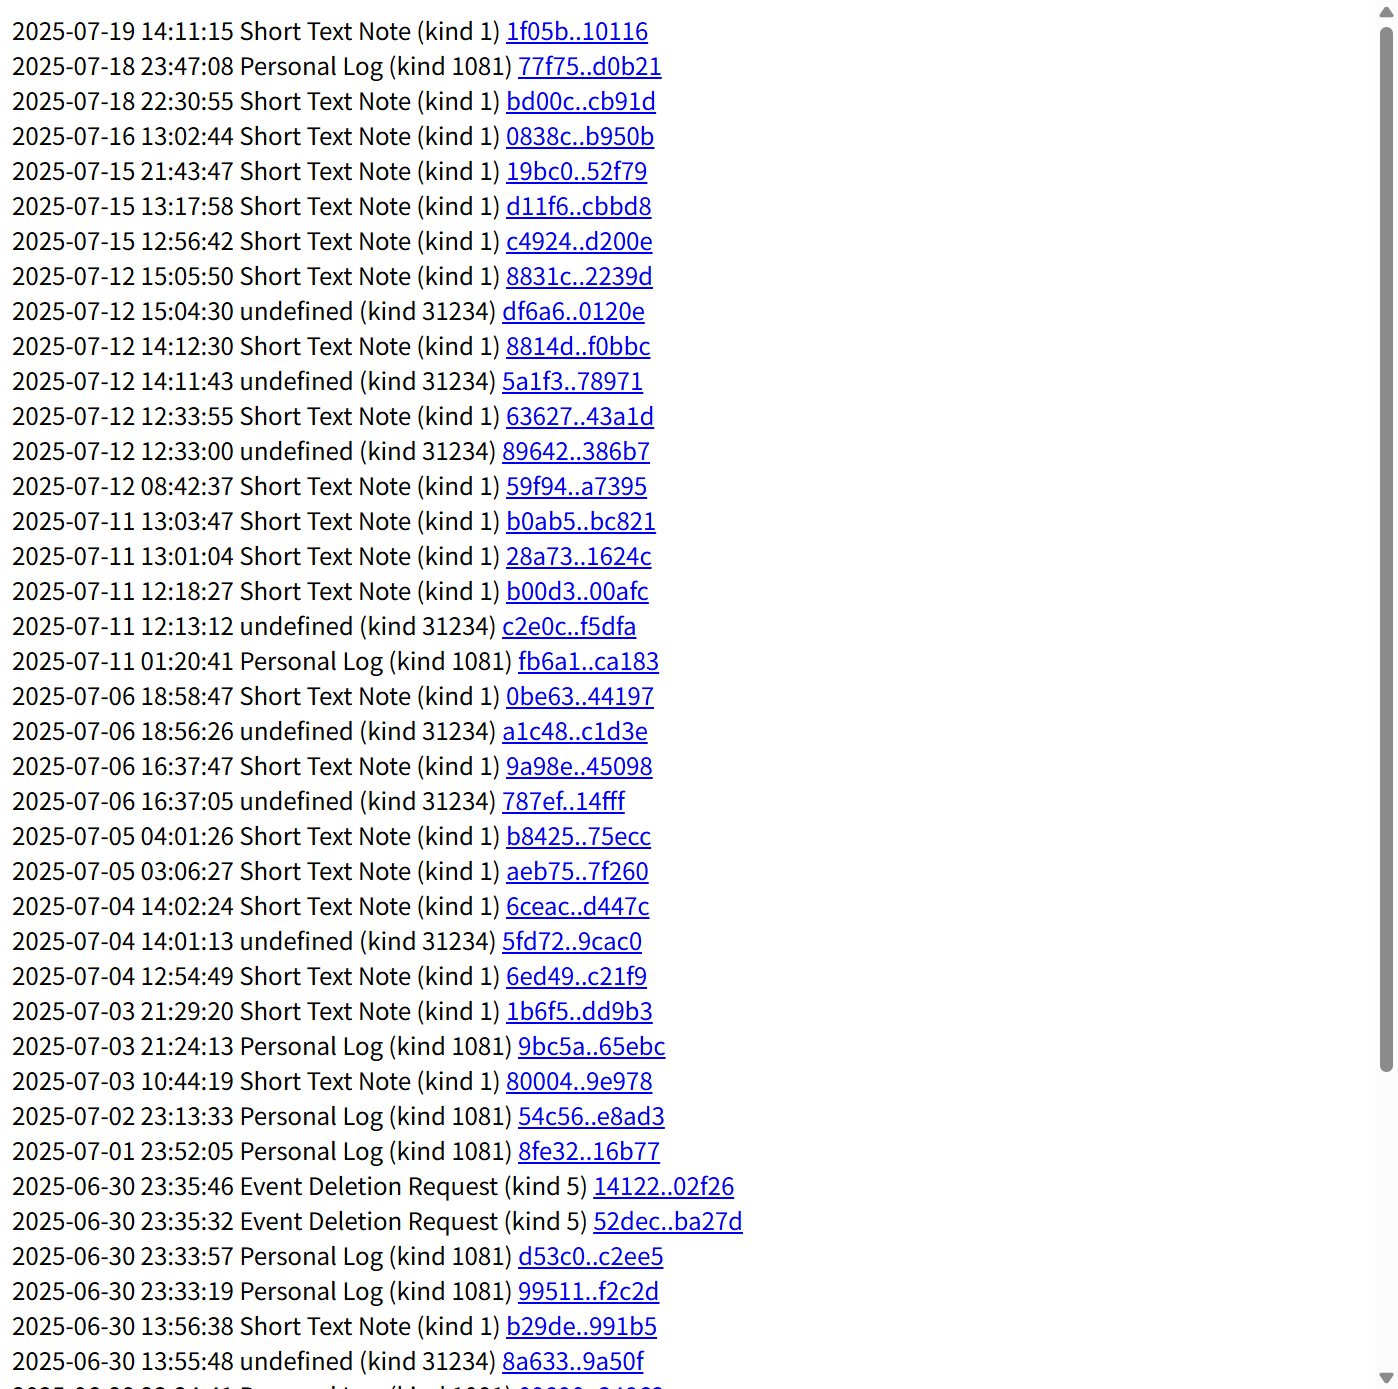 2025-07-19 14:11:15 Short Text Note (kind 1) 1f05b..10116
2025-07-18 23:47:08 Personal Log (kind 1081) 77f75..d0b21
2025-07-18 22:30:55 Short Text Note (kind 1) bd00c..cb91d
2025-07-16 13:02:44 Short Text Note (kind 1) 0838c..b950b
2025-07-15 21:43:47 Short Text Note (kind 1) 19bc0..52f79
2025-07-15 13:17:58 Short Text Note (kind 1) d11f6..cbbd8
2025-07-15 12:56:42 Short Text Note (kind 1) c4924..d200e
2025-07-12 15:05:50 Short Text Note (kind 1) 8831c..2239d
2025-07-12 15:04:30 undefined (kind 31234) df6a6..0120e
2025-07-12 14:12:30 Short Text Note (kind 1) 8814d..f0bbc
2025-07-12 14:11:43 undefined (kind 31234) 5a1f3..78971
2025-07-12 12:33:55 Short Text Note (kind 1) 63627..43a1d
2025-07-12 12:33:00 undefined (kind 31234) 89642..386b7
2025-07-12 08:42:37 Short Text Note (kind 1) 59f94..a7395
2025-07-11 13:03:47 Short Text Note (kind 1) b0ab5..bc821
2025-07-11 13:01:04 Short Text Note (kind 1) 28a73..1624c
2025-07-11 12:18:27 Short Text Note (kind 1) b00d3..00afc
2025-07-11 12:13:12 undefined (kind 31234) c2e0c..f5dfa
2025-07-11 01:20:41 Personal Log (kind 1081) fb6a1..ca183
2025-07-06 18:58:47 Short Text Note (kind 1) 0be63..44197
2025-07-06 18:56:26 undefined (kind 31234) a1c48..c1d3e
2025-07-06 16:37:47 Short Text Note (kind 1) 9a98e..45098
2025-07-06 16:37:05 undefined (kind 31234) 787ef..14fff
2025-07-05 04:01:26 Short Text Note (kind 1) b8425..75ecc
2025-07-05 03:06:27 Short Text Note (kind 1) aeb75..7f260
2025-07-04 14:02:24 Short Text Note (kind 1) 6ceac..d447c
2025-07-04 14:01:13 undefined (kind 31234) 5fd72..9cac0
2025-07-04 12:54:49 Short Text Note (kind 1) 6ed49..c21f9
2025-07-03 21:29:20 Short Text Note (kind 1) 1b6f5..dd9b3
2025-07-03 21:24:13 Personal Log (kind 1081) 9bc5a..65ebc
2025-07-03 10:44:19 Short Text Note (kind 1) 80004..9e978
2025-07-02 23:13:33 Personal Log (kind 1081) 54c56..e8ad3
2025-07-01 23:52:05 Personal Log (kind 1081) 8fe32..16b77
2025-06-30 23:35:46 Event Deletion Request (kind 5) 14122..02f26
2025-06-30 23:35:32 Event Deletion Request (kind 5) 52dec..ba27d
2025-06-30 23:33:57 Personal Log (kind 1081) d53c0..c2ee5
2025-06-30 23:33:19 Personal Log (kind 1081) 99511..f2c2d
2025-06-30 13:56:38 Short Text Note (kind 1) b29de..991b5
2025-06-30 13:55:48 undefined (kind 31234) 8a633..9a50f